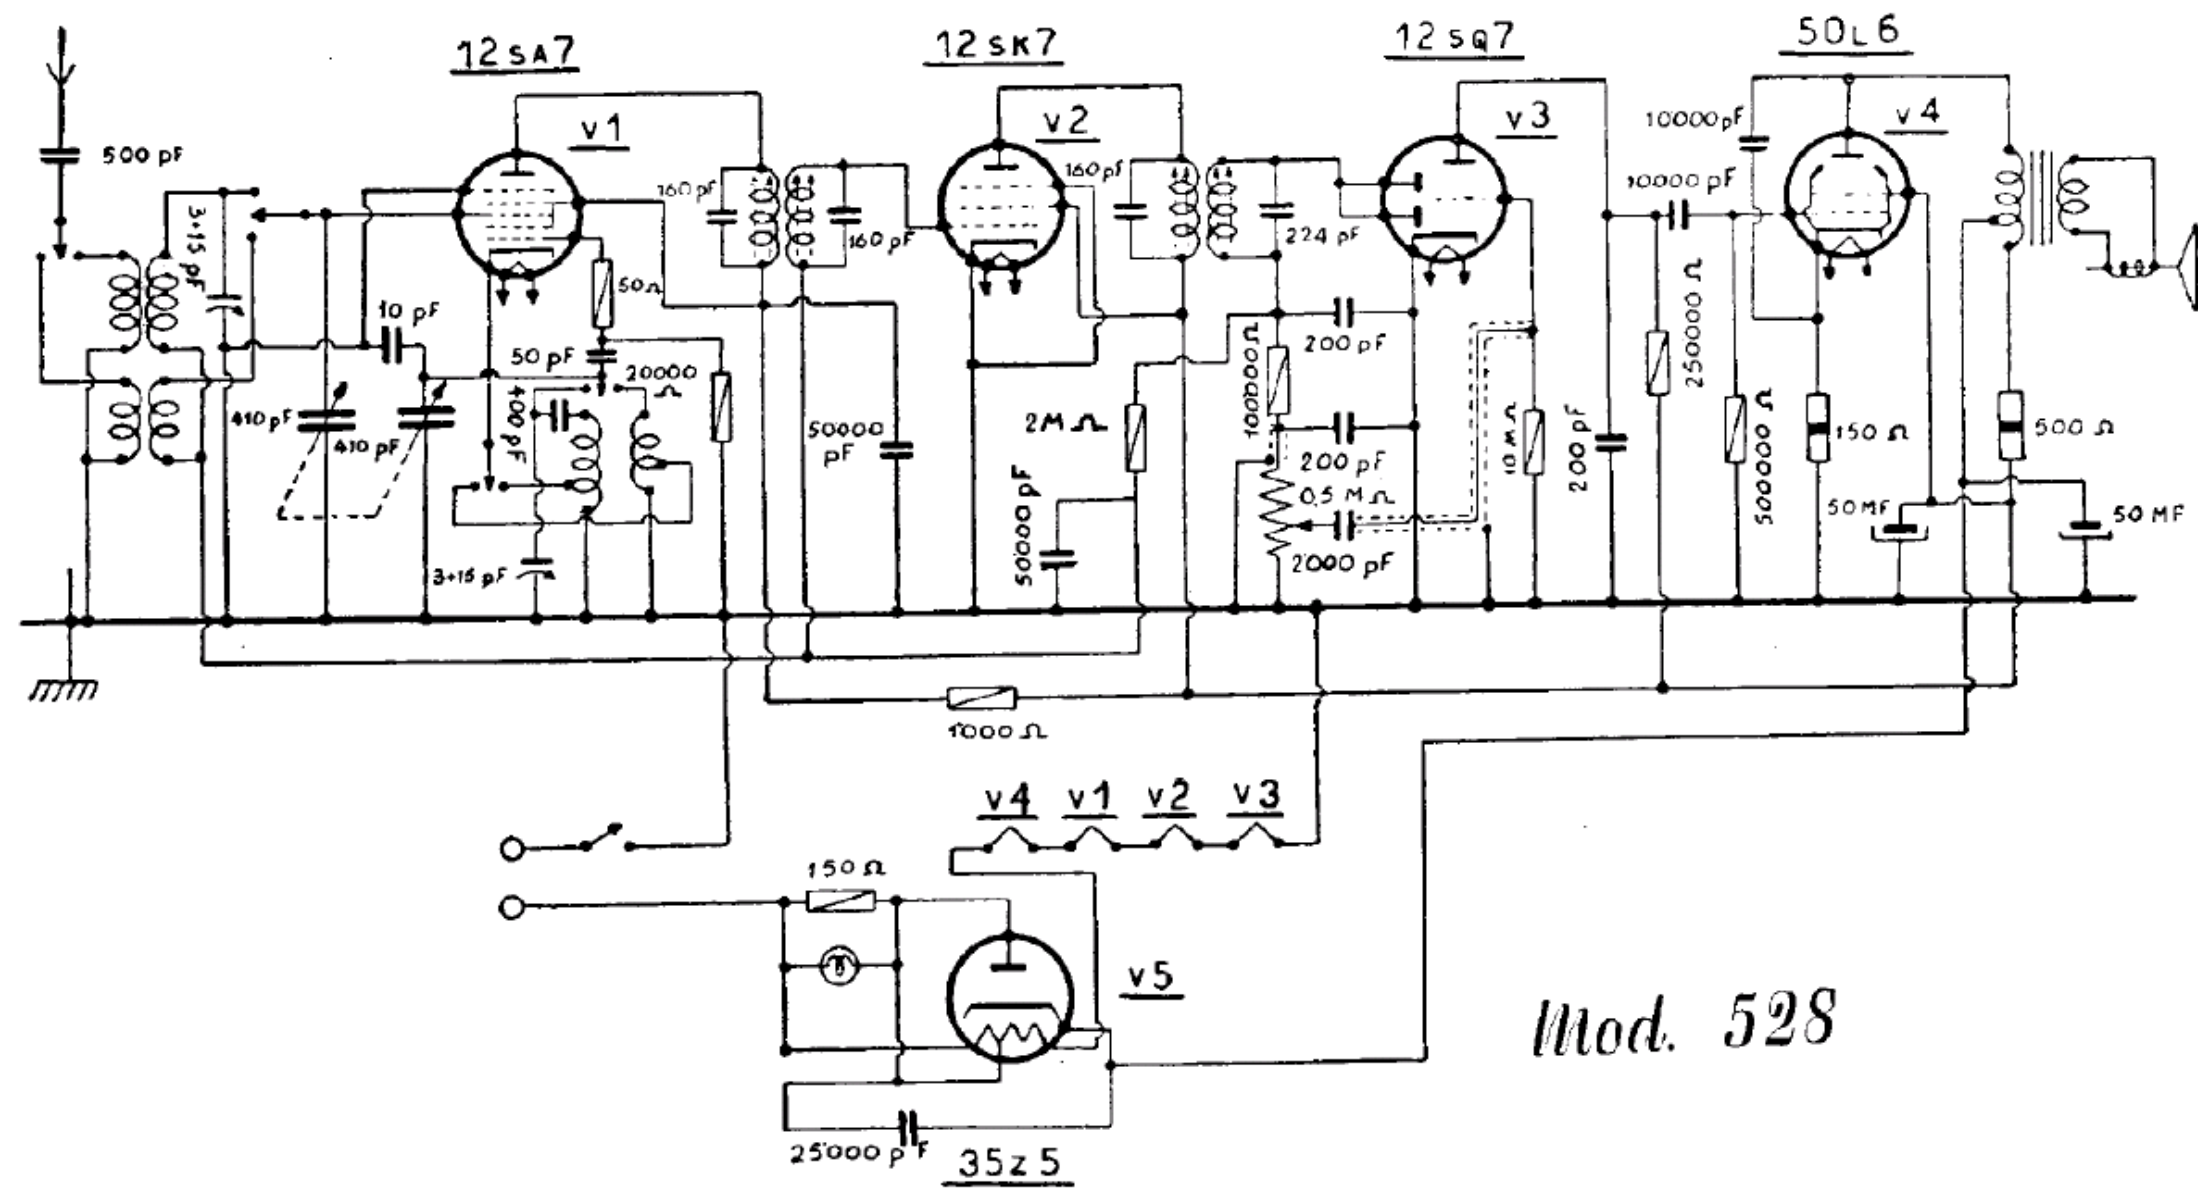 12SA7
12SK7
12SQ7
50L6
v1
v2
v3
v4
500 pF
3÷15 pF
160 pF
160 pF
160 pF
224 pF
10000 pF
10000 pF
10 pF
50 Ω
50 pF
20000 Ω
400 pF
410 pF
410 pF
3÷15 pF
50000 pF
2M Ω
50000 pF
100000 Ω
200 pF
200 pF
0,5 M Ω
2000 pF
10 M Ω
200 pF
250000 Ω
500000 Ω
150 Ω
500 Ω
50 MF
50 MF
1000 Ω
v4 v1 v2 v3
150 Ω
v5
25000 pF
35Z5
Mod. 528